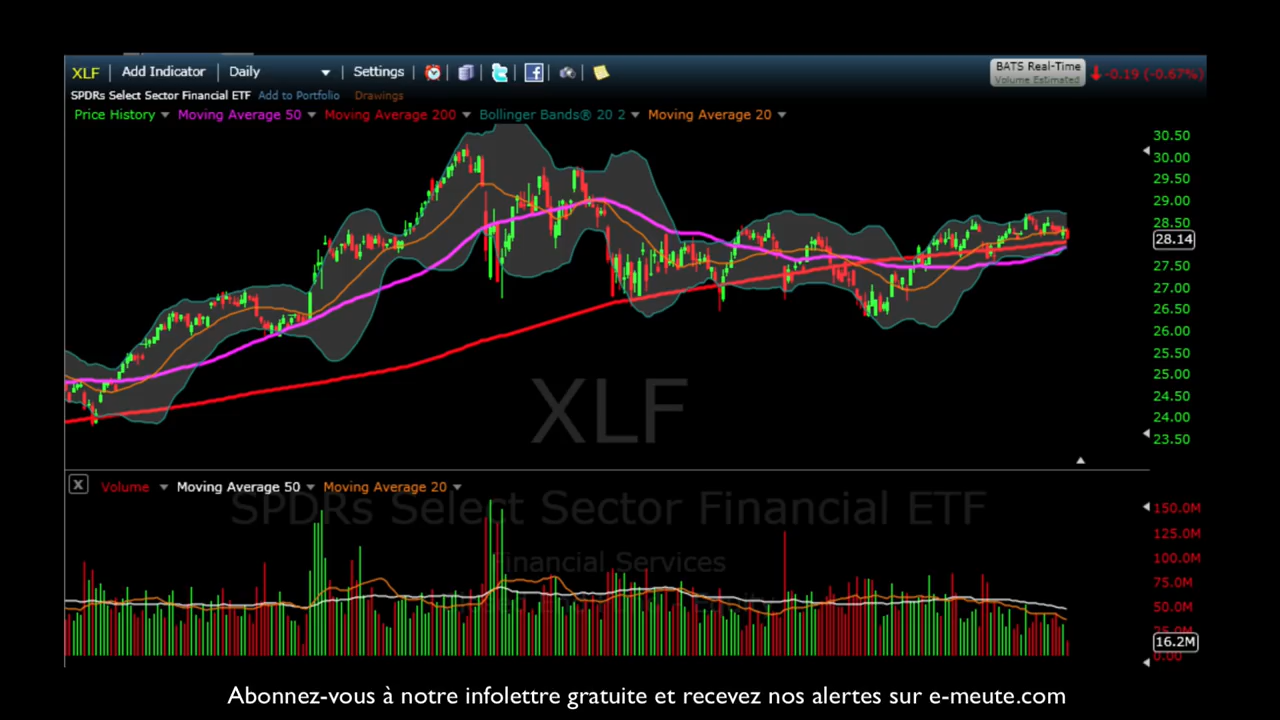 XLF Add Indicator Daily Settings BATS Real-Time -0.19 (-0.67%)
Volume Estimated
SPDRs Select Sector Financial ETF Add to Portfolio Drawings
Price History Moving Average 50 Moving Average 200 Bollinger Bands® 20 2 Moving Average 20
30.50
30.00
29.50
29.00
28.50
28.14
27.50
27.00
26.50
26.00
25.50
25.00
24.50
24.00
23.50
XLF
X Volume Moving Average 50 Moving Average 20
SPDRs Select Sector Financial ETF
Financial Services
150.0M
125.0M
100.0M
75.0M
50.0M
25.0M
16.2M
0.00
Abonnez-vous à notre infolettre gratuite et recevez nos alertes sur e-meute.com